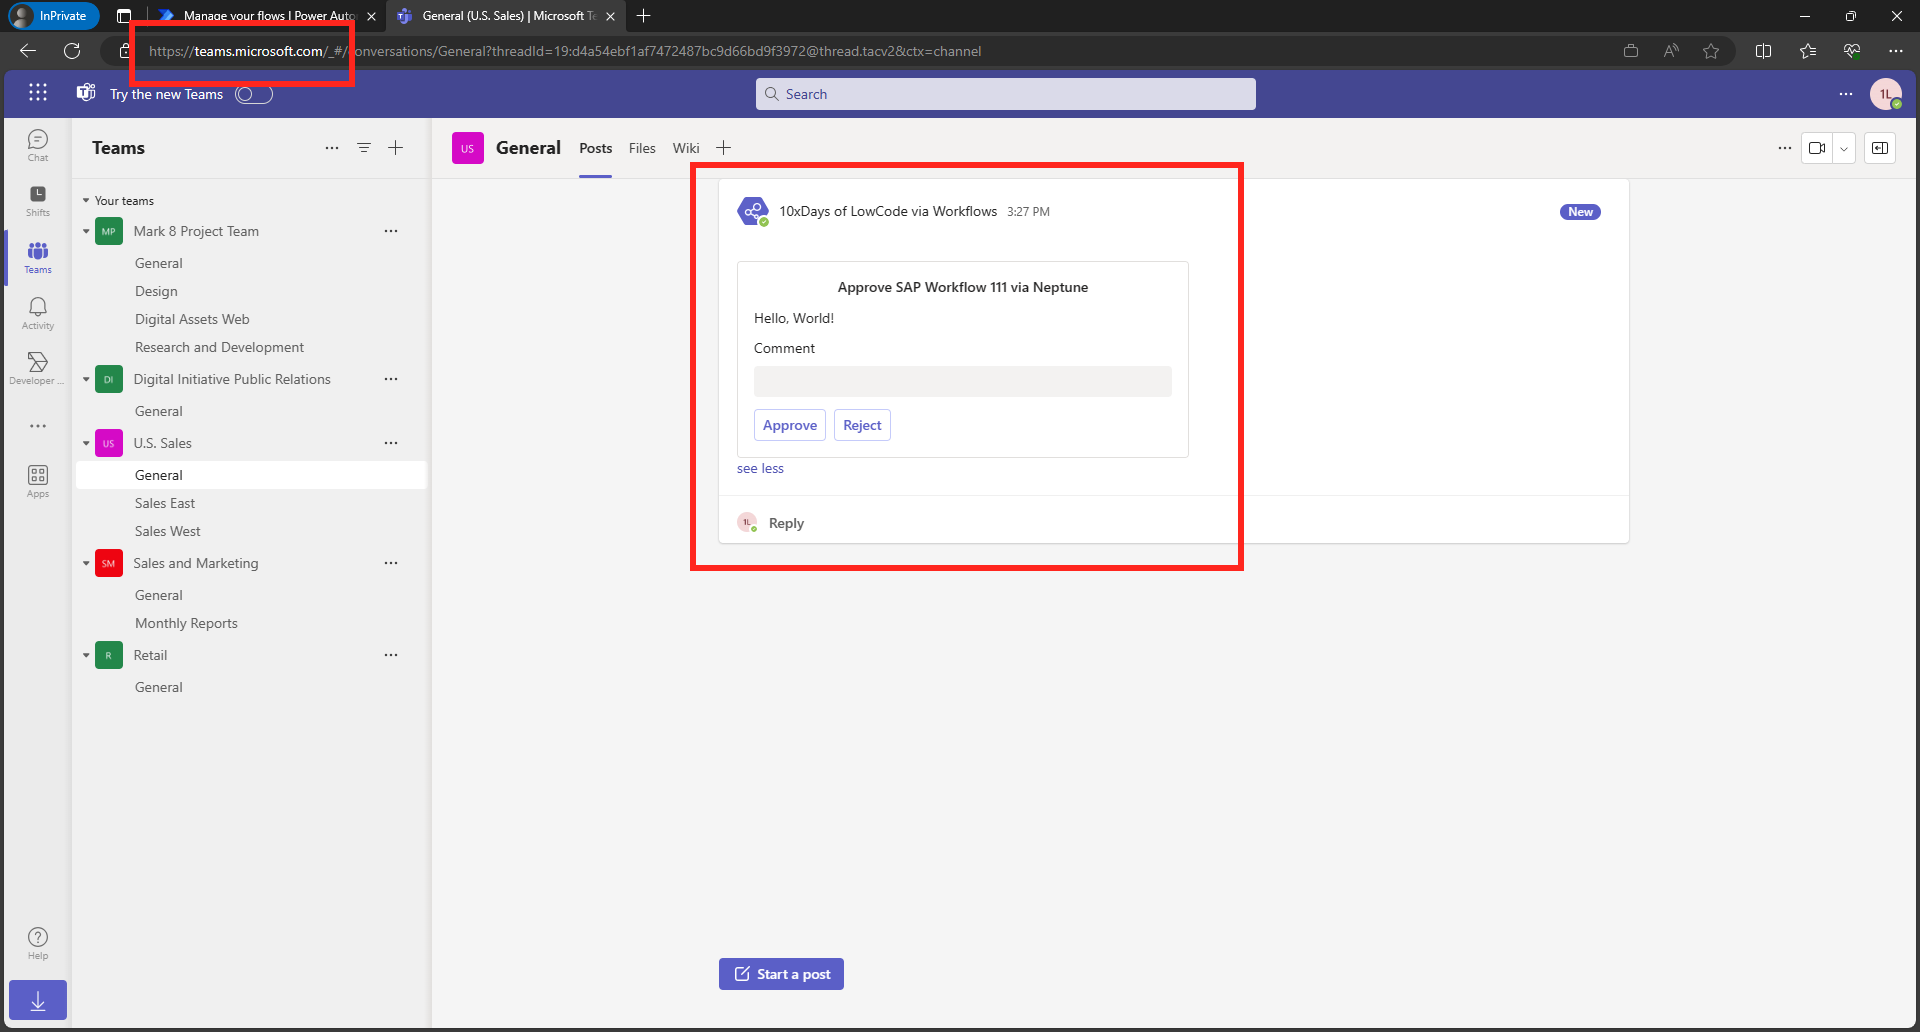 InPrivate
Manage your flows | Power Auto
General (U.S. Sales) | Microsoft Te
https://teams.microsoft.com/_#/conversations/General?threadId=19:d4a54ebf1af7472487bc9d66bd9f3972@thread.tacv2&ctx=channel
Try the new Teams
Search
1L
Chat
Shifts
Teams
Activity
Developer ...
Apps
Help
Teams
Your teams
MP Mark 8 Project Team
General
Design
Digital Assets Web
Research and Development
DI Digital Initiative Public Relations
General
US U.S. Sales
General
Sales East
Sales West
SM Sales and Marketing
General
Monthly Reports
R Retail
General
US General Posts Files Wiki
10xDays of LowCode via Workflows 3:27 PM
New
Approve SAP Workflow 111 via Neptune
Hello, World!
Comment
Approve Reject
see less
1L Reply
Start a post